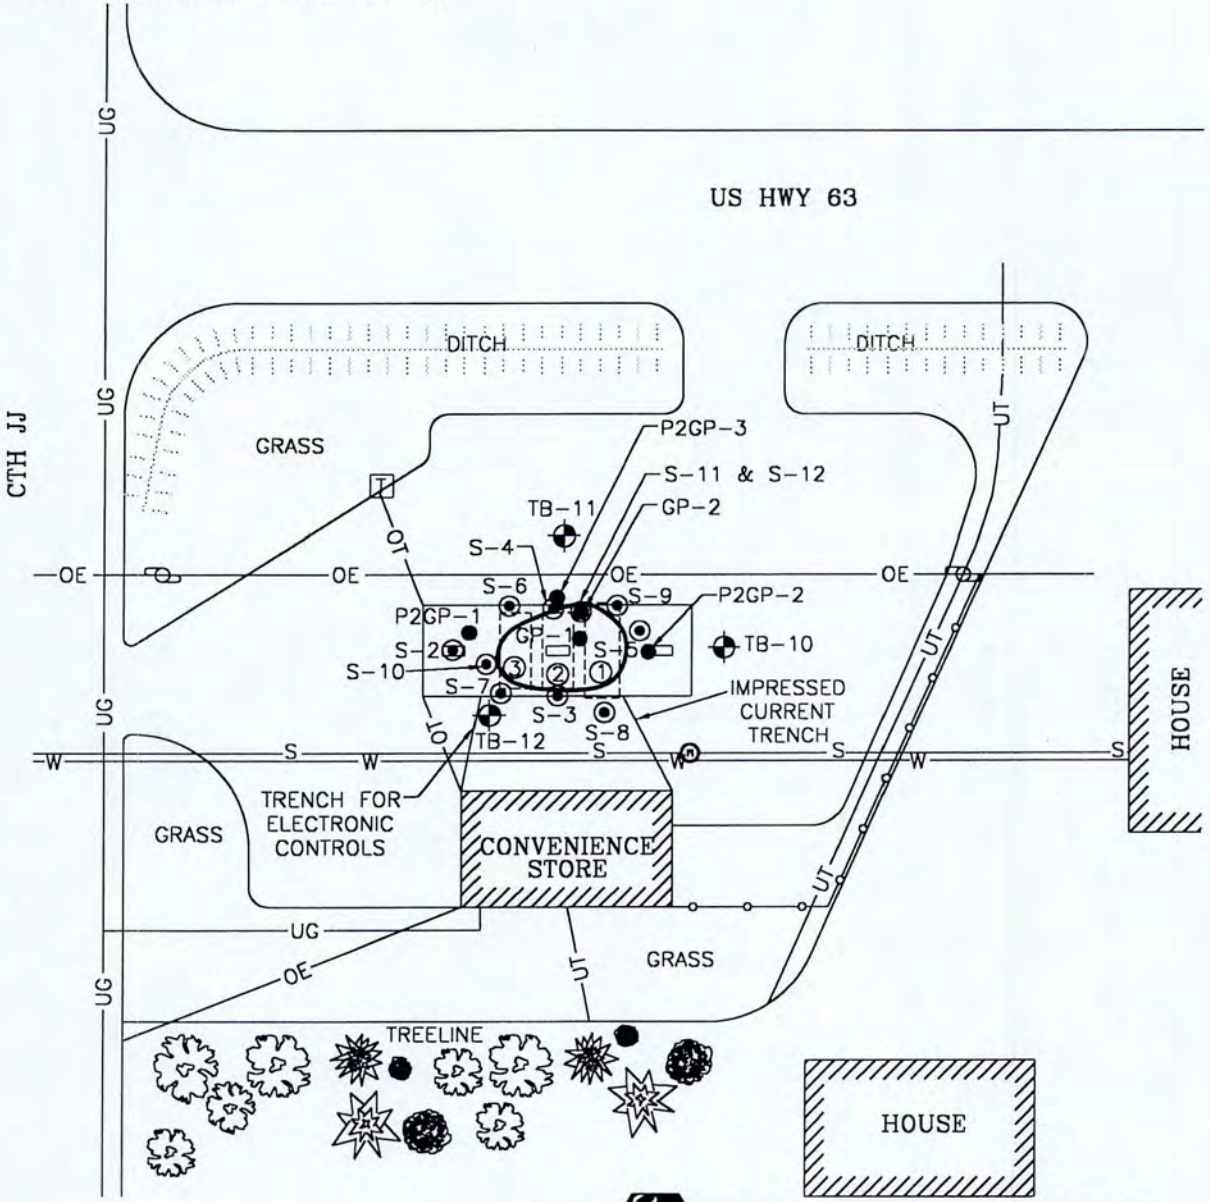 UG
US HWY 63
CTH JJ
DITCH
DITCH
UG
UT
GRASS
P2GP-3
S-11 & S-12
GP-2
T
TB-11
OT
S-4
OE
OE
OE
OE
S-6
S-9
P2GP-2
P2GP-1
GP-1
S-5
S-2
TB-10
UT
S-10
3
2
1
S-7
IMPRESSED
CURRENT
TRENCH
UG
S-3
S-8
OT
TB-12
HOUSE
S
M
S
S
W
W
W
W
TRENCH FOR
ELECTRONIC
CONTROLS
GRASS
CONVENIENCE
STORE
UT
UG
OE
UT
GRASS
UG
TREELINE
HOUSE